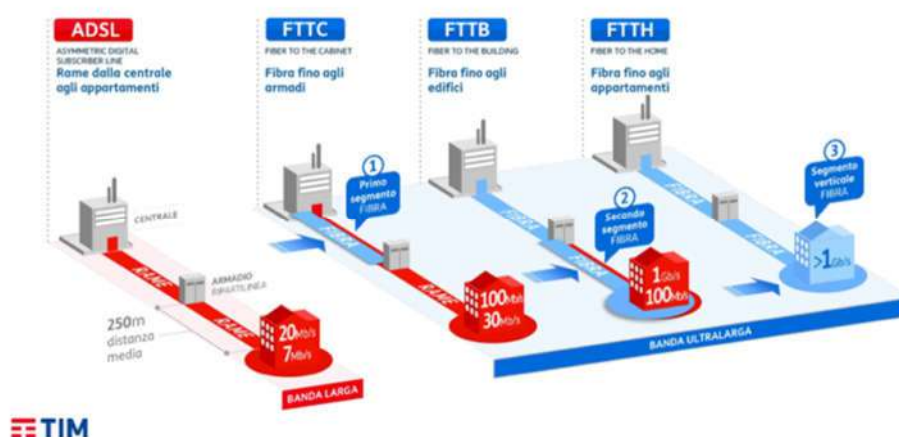 ADSL
ASYMMETRIC DIGITAL
SUBSCRIBER LINE
Rame dalla centrale
agli appartamenti
FTTC
FIBER TO THE CABINET
Fibra fino agli
armadi
FTTB
FIBER TO THE BUILDING
Fibra fino agli
edifici
FTTH
FIBER TO THE HOME
Fibra fino agli
appartamenti
CENTRALE
RAME
ARMADIO
RIPARTILINEA
RAME
250m
distanza
media
20Mb/s
7Mb/s
BANDA LARGA
1
Primo
segmento
FIBRA
FIBRA
RAME
100Mb/s
30Mb/s
FIBRA
2
Secondo
segmento
FIBRA
FIBRA
1Gb/s
100Mb/s
FIBRA
3
Segmento
verticale
FIBRA
>1Gb/s
BANDA ULTRALARGA
TIM